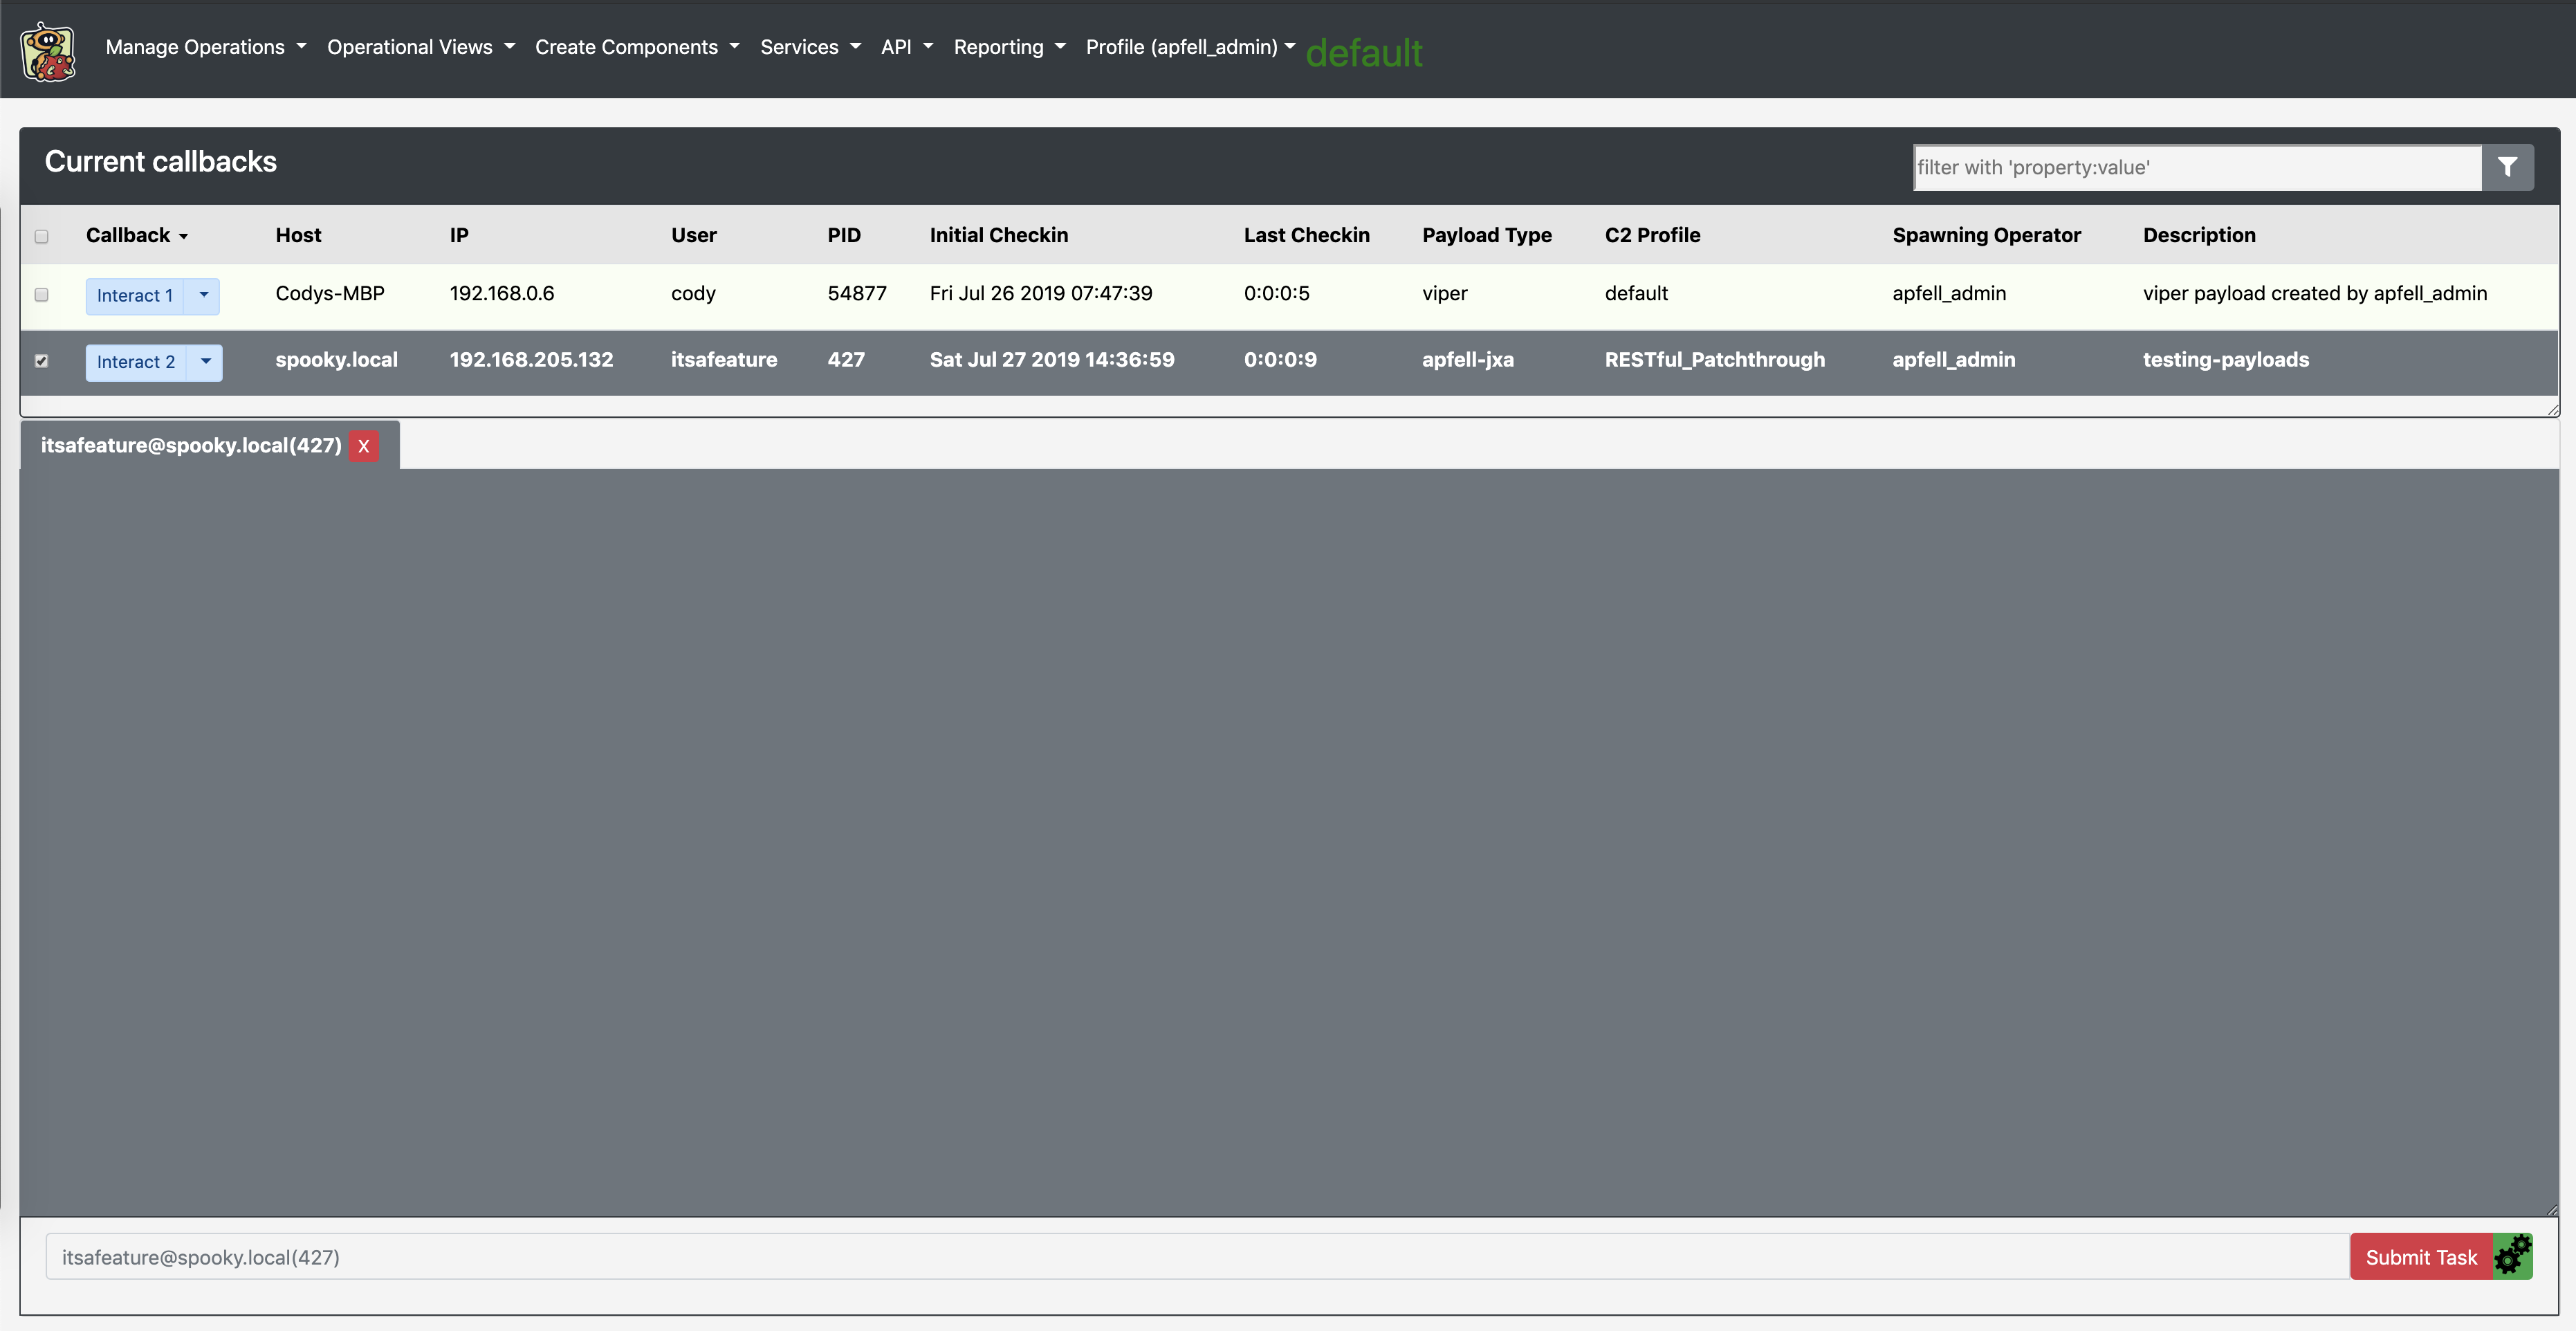 Manage Operations Operational Views Create Components Services API Reporting Profile (apfell_admin) default
Current callbacks
filter with 'property:value'
Callback Host IP User PID Initial Checkin Last Checkin Payload Type C2 Profile Spawning Operator Description
Interact 1 Codys-MBP 192.168.0.6 cody 54877 Fri Jul 26 2019 07:47:39 0:0:0:5 viper default apfell_admin viper payload created by apfell_admin
Interact 2 spooky.local 192.168.205.132 itsafeature 427 Sat Jul 27 2019 14:36:59 0:0:0:9 apfell-jxa RESTful_Patchthrough apfell_admin testing-payloads
itsafeature@spooky.local(427) X
itsafeature@spooky.local(427) Submit Task